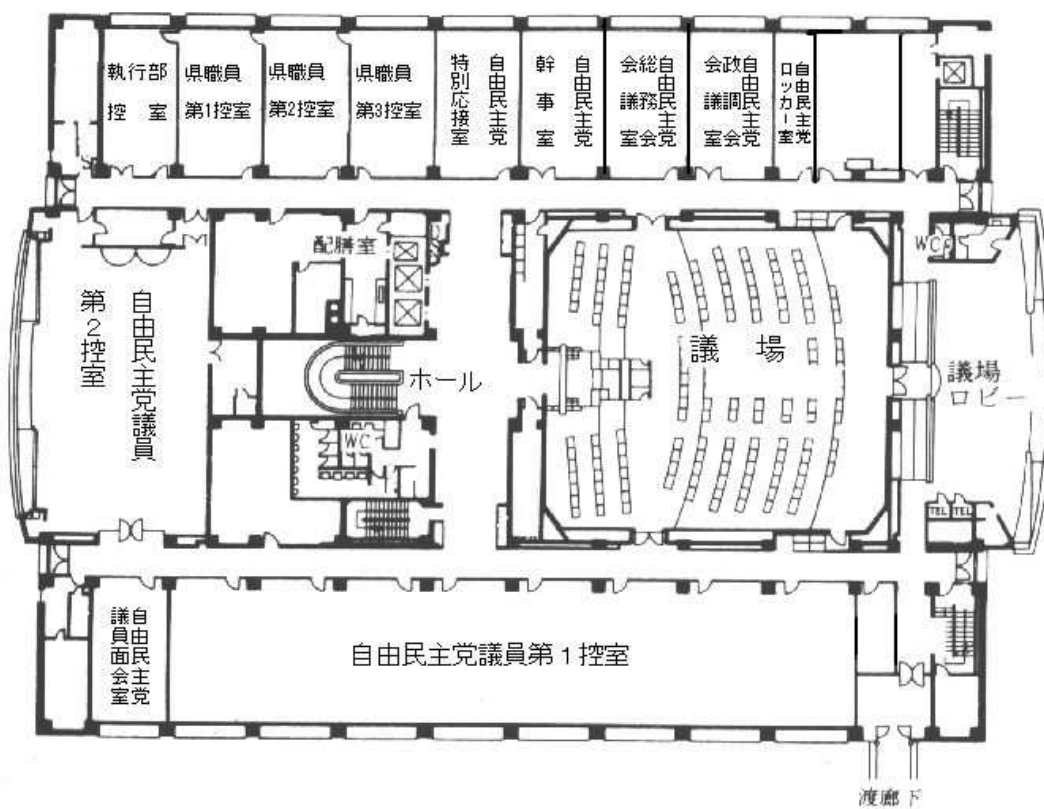 執行部
控室
県職員
第1控室
県職員
第2控室
県職員
第3控室
自由民主党
特別応接室
自由民主党
幹事室
自由民主党
総務会
会議室
自由民主党
政調会
会議室
自由民主党
ロッカー室
配膳室
WC
自由民主党議員
第2控室
ホール
議場
議場
ロビー
WC
TEL
TEL
自由民主党
議員面会室
自由民主党議員第1控室
渡廊下